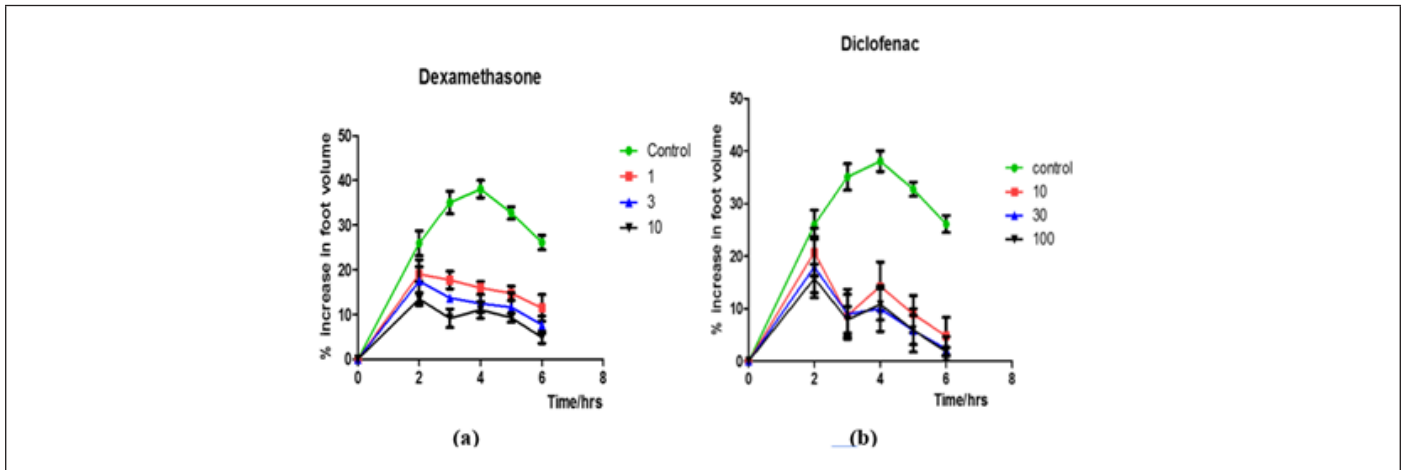 Dexamethasone
% increase in foot volume
50
40
30
20
10
0
0 2 4 6 8
Time/hrs
Control
1
3
10
(a)
Diclofenac
% increase in foot volume
50
40
30
20
10
0
0 2 4 6 8
Time/hrs
control
10
30
100
(b)